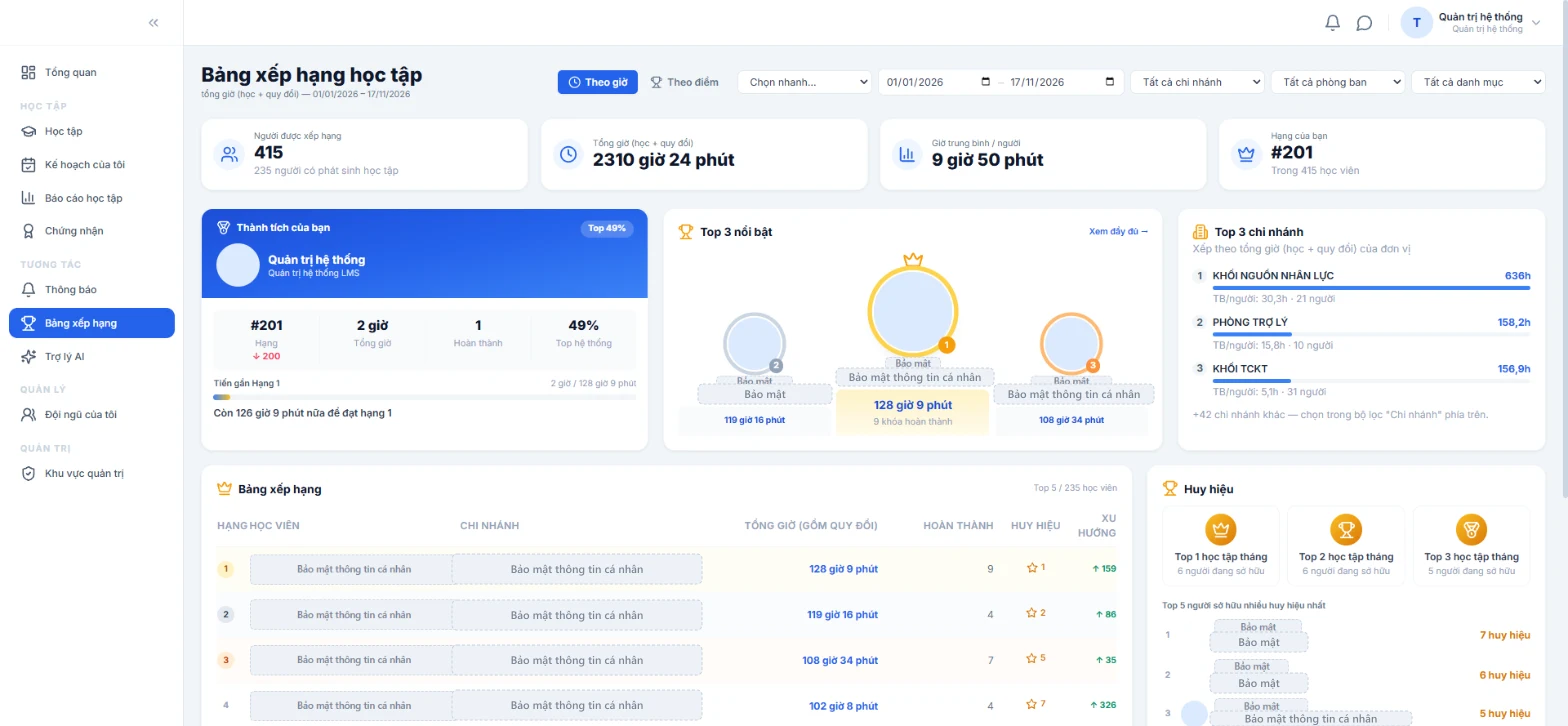 T
Quản trị hệ thống
Quản trị hệ thống
Tổng quan
HỌC TẬP
Học tập
Kế hoạch của tôi
Báo cáo học tập
Chứng nhận
TƯƠNG TÁC
Thông báo
Bảng xếp hạng
Trợ lý AI
QUẢN LÝ
Đội ngũ của tôi
QUẢN TRỊ
Khu vực quản trị
Bảng xếp hạng học tập
tổng giờ (học + quy đổi) — 01/01/2026 – 17/11/2026
Theo giờ
Theo điểm
Chọn nhanh...
01/01/2026 – 17/11/2026
Tất cả chi nhánh
Tất cả phòng ban
Tất cả danh mục
Người được xếp hạng
415
235 người có phát sinh học tập
Tổng giờ (học + quy đổi)
2310 giờ 24 phút
Giờ trung bình / người
9 giờ 50 phút
Hạng của bạn
#201
Trong 415 học viên
Thành tích của bạn
Top 49%
Quản trị hệ thống
Quản trị hệ thống LMS
#201
Hạng
↓ 200
2 giờ
Tổng giờ
1
Hoàn thành
49%
Top hệ thống
Tiến gần Hạng 1
2 giờ / 128 giờ 9 phút
Còn 126 giờ 9 phút nữa để đạt hạng 1
Top 3 nổi bật
Xem đầy đủ →
2
Bảo mật
Bảo mật
119 giờ 16 phút
1
Bảo mật
Bảo mật thông tin cá nhân
128 giờ 9 phút
9 khóa hoàn thành
3
Bảo mật
Bảo mật thông tin cá nhân
108 giờ 34 phút
Top 3 chi nhánh
Xếp theo tổng giờ (học + quy đổi) của đơn vị
1 KHỐI NGUỒN NHÂN LỰC 636h
TB/người: 30,3h · 21 người
2 PHÒNG TRỢ LÝ 158,2h
TB/người: 15,8h · 10 người
3 KHỐI TCKT 156,9h
TB/người: 5,1h · 31 người
+42 chi nhánh khác — chọn trong bộ lọc "Chi nhánh" phía trên.
Bảng xếp hạng
Top 5 / 235 học viên
HẠNG HỌC VIÊN CHI NHÁNH TỔNG GIỜ (GỒM QUY ĐỔI) HOÀN THÀNH HUY HIỆU XU HƯỚNG
1 Bảo mật thông tin cá nhân Bảo mật thông tin cá nhân 128 giờ 9 phút 9 1 ↑ 159
2 Bảo mật thông tin cá nhân Bảo mật thông tin cá nhân 119 giờ 16 phút 4 2 ↑ 86
3 Bảo mật thông tin cá nhân Bảo mật thông tin cá nhân 108 giờ 34 phút 7 5 ↑ 35
4 Bảo mật thông tin cá nhân Bảo mật thông tin cá nhân 102 giờ 8 phút 4 7 ↑ 326
Huy hiệu
Top 1 học tập tháng
6 người đang sở hữu
Top 2 học tập tháng
6 người đang sở hữu
Top 3 học tập tháng
5 người đang sở hữu
Top 5 người sở hữu nhiều huy hiệu nhất
1 Bảo mật
Bảo mật
7 huy hiệu
2 Bảo mật
Bảo mật
6 huy hiệu
3 Bảo mật
Bảo mật thông tin cá nhân
5 huy hiệu